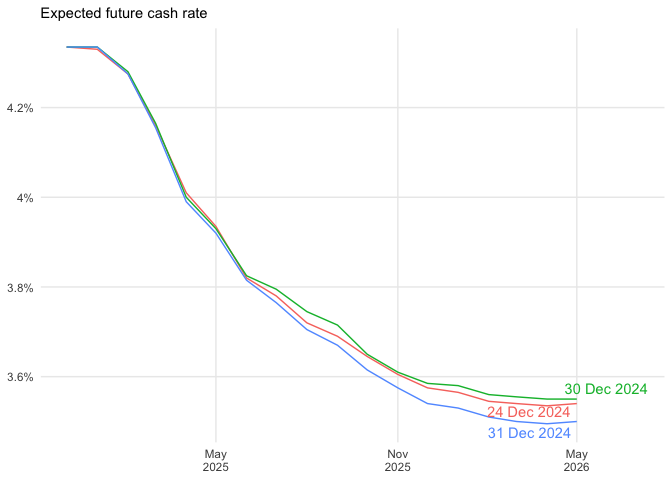 Expected future cash rate
4.2%
4%
3.8%
3.6%
30 Dec 2024
24 Dec 2024
31 Dec 2024
May
2025
Nov
2025
May
2026